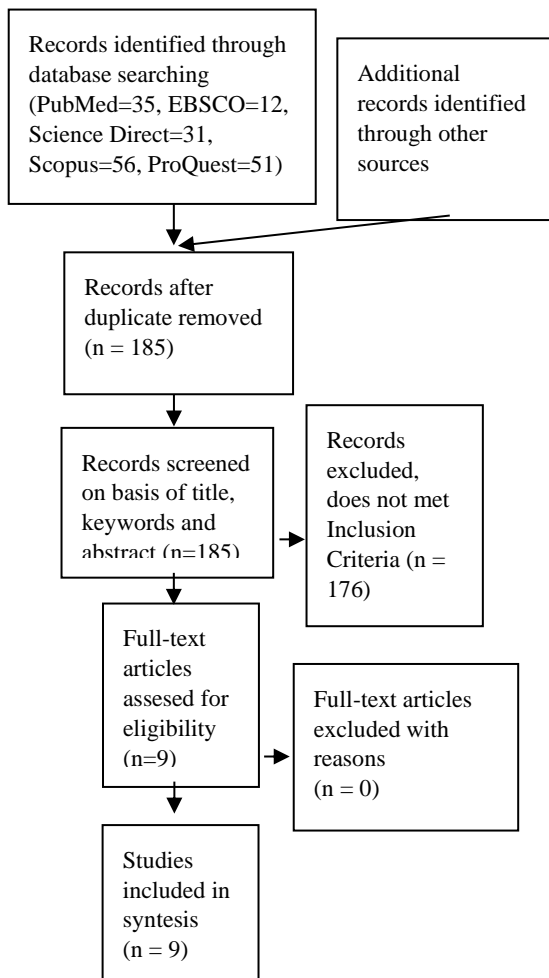 Records identified through
database searching
(PubMed=35, EBSCO=12,
Science Direct=31,
Scopus=56, ProQuest=51)
Additional
records identified
through other
sources
Records after
duplicate removed
(n = 185)
Records screened
on basis of title,
keywords and
abstract (n=185)
Records
excluded,
does not met
Inclusion
Criteria (n =
176)
Full-text
articles
assesed for
eligibility
(n=9)
Full-text articles
excluded with
reasons
(n = 0)
Studies
included in
syntesis
(n = 9)